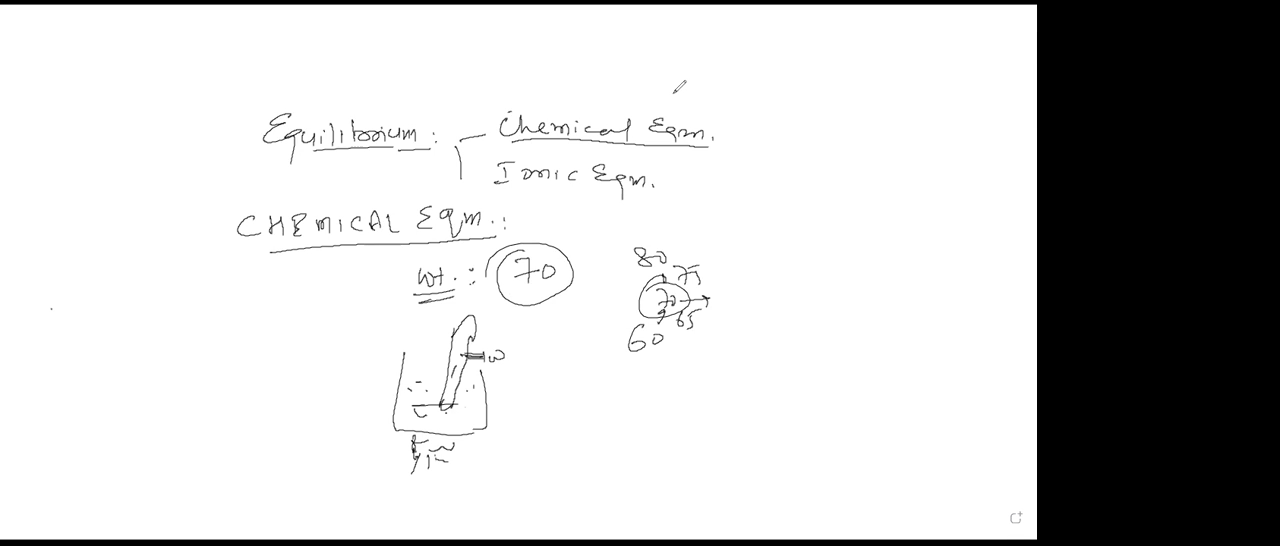 Equilibrium : Chemical Eqm.
Ionic Eqm.
CHEMICAL Eqm. :
wt. : 70
80
75
70
65
60
w